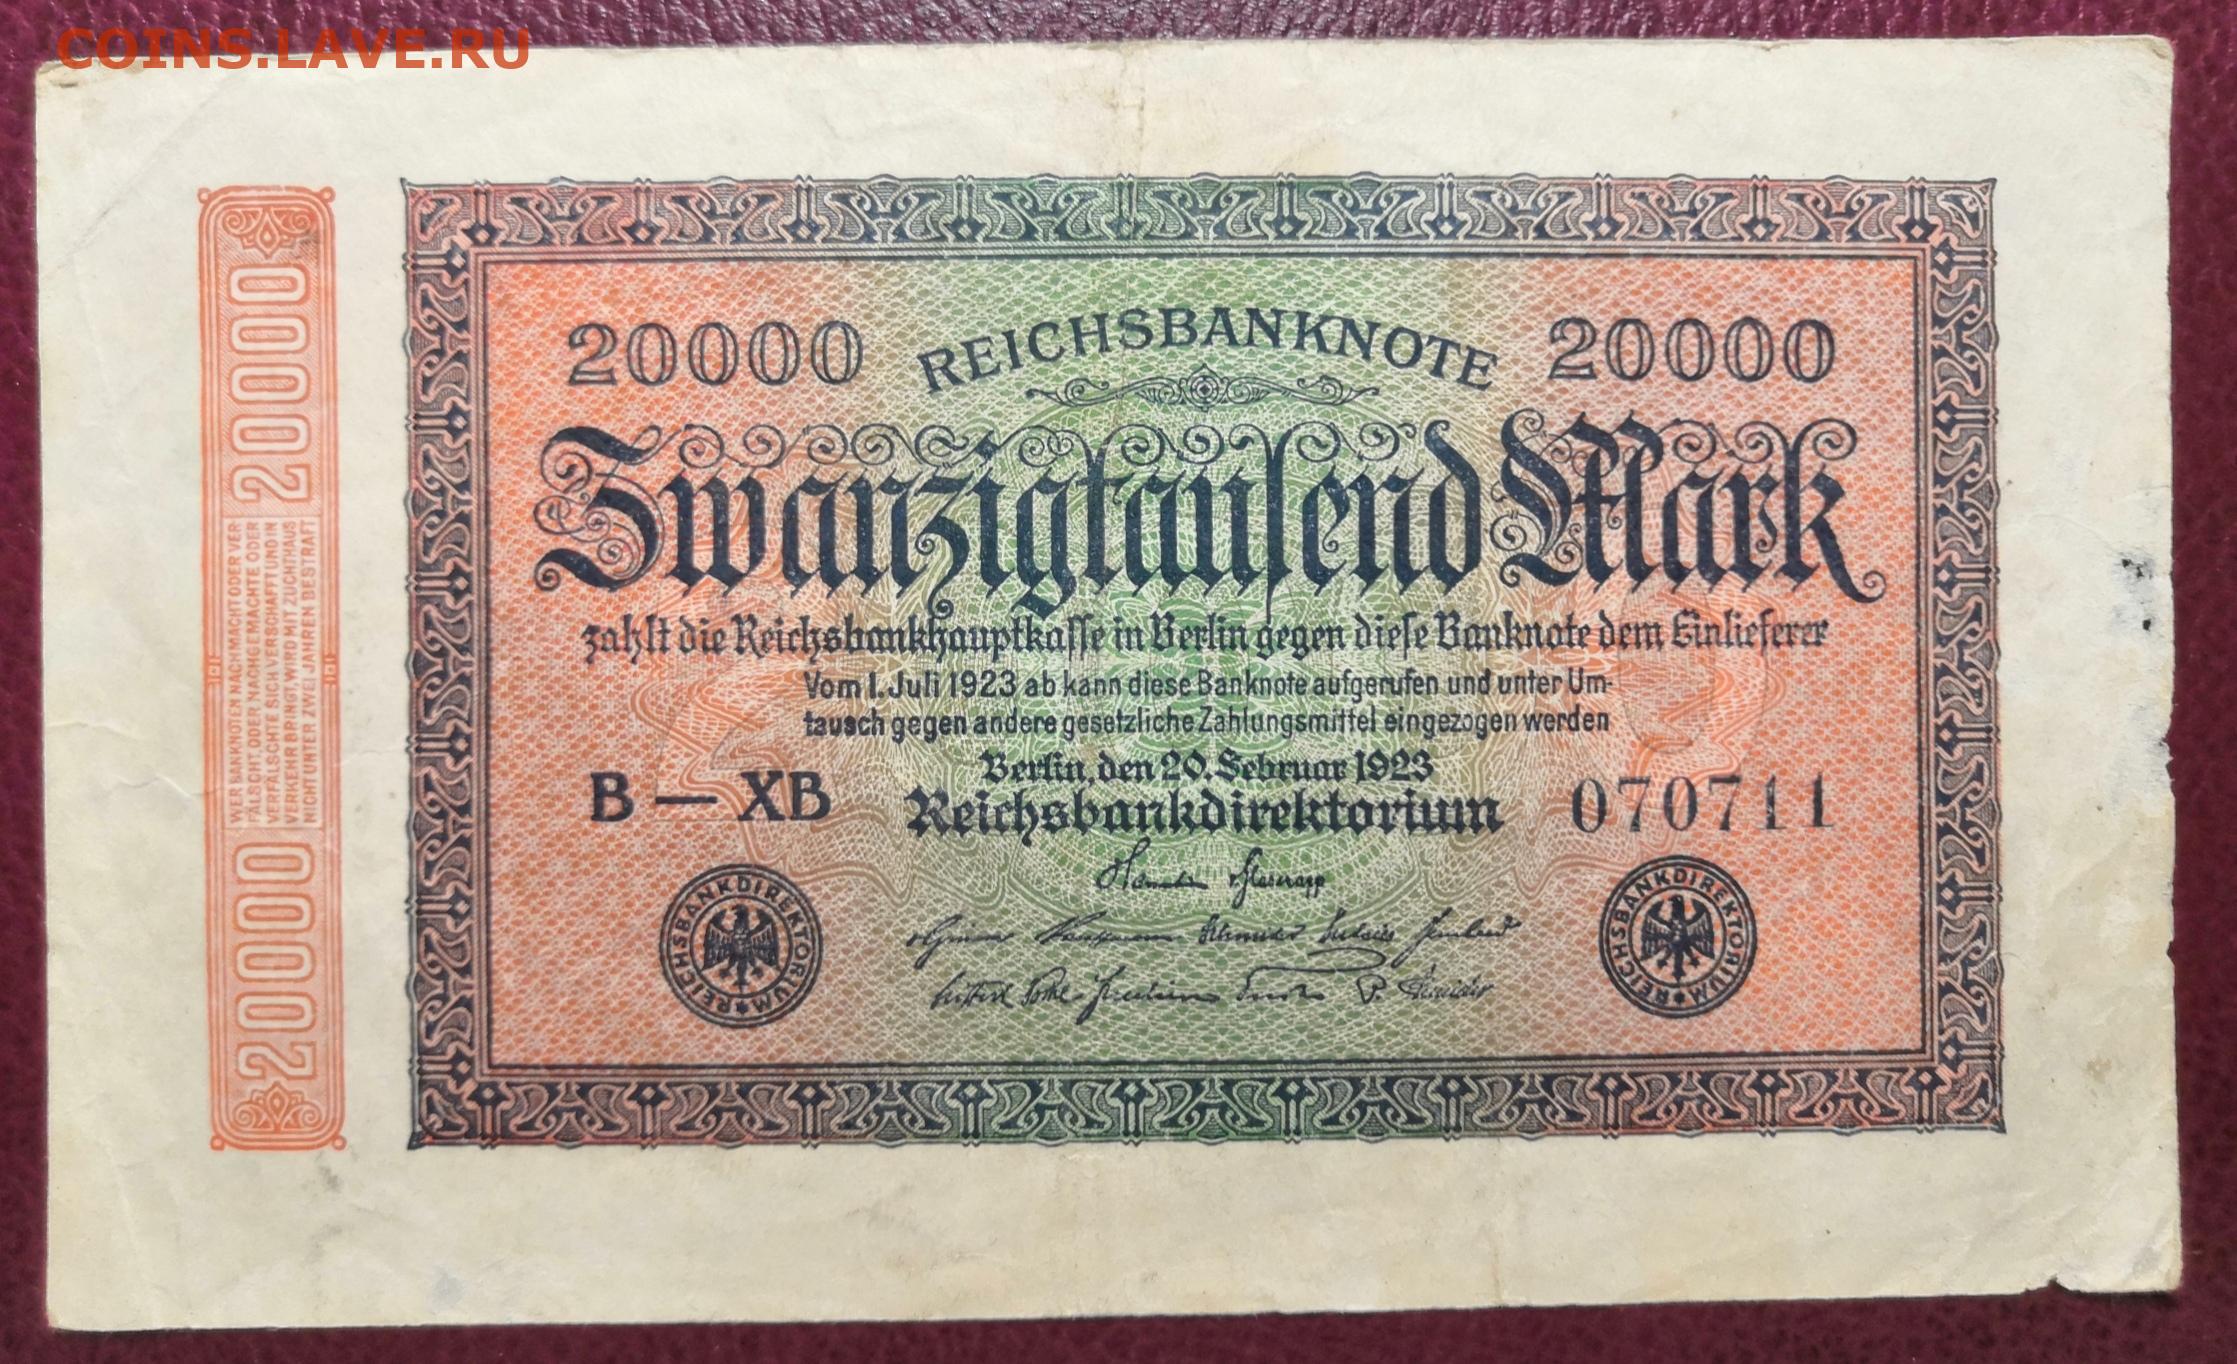 COINS.LAVE.RU
20000
WER BANKNOTEN NACHMACHT ODER VER-
FÄLSCHT ODER NACHGEMACHTE ODER
VERFÄLSCHTE SICH VERSCHAFFT UND IN
VERKEHR BRINGT, WIRD MIT ZUCHTHAUS
NICHT UNTER ZWEI JAHREN BESTRAFT
20000
20000 REICHSBANKNOTE 20000
Zwanzigtauſend Mark
zahlt die Reichsbankhauptkaſſe in Berlin gegen dieſe Banknote dem Einlieferer
Vom 1. Juli 1923 ab kann diese Banknote aufgerufen und unter Um-
tausch gegen andere gesetzliche Zahlungsmittel eingezogen werden
Berlin, den 20. Februar 1923
B — XB Reichsbankdirektorium 070711
REICHSBANKDIREKTORIUM
REICHSBANKDIREKTORIUM